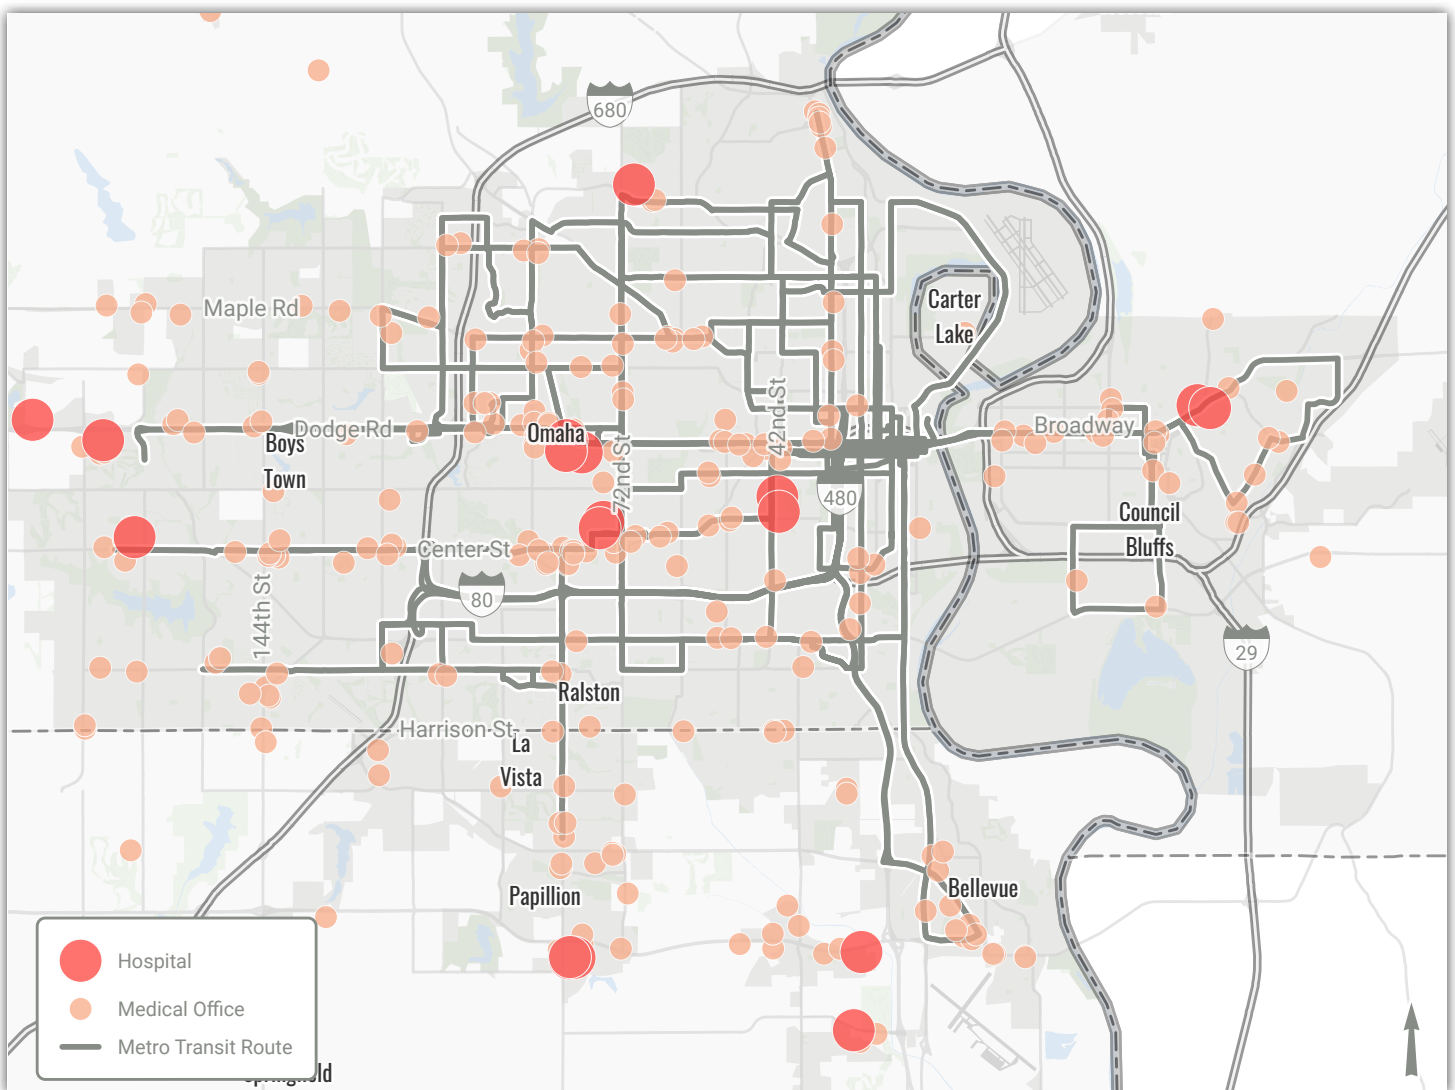 680
Carter
Lake
Maple Rd
42nd St
Dodge Rd
Omaha
Broadway
Boys
Town
72nd St
480
Council
Bluffs
Center St
80
144th St
29
Ralston
Harrison St
La
Vista
Papillion
Bellevue
Hospital
Medical Office
Metro Transit Route
Springfield